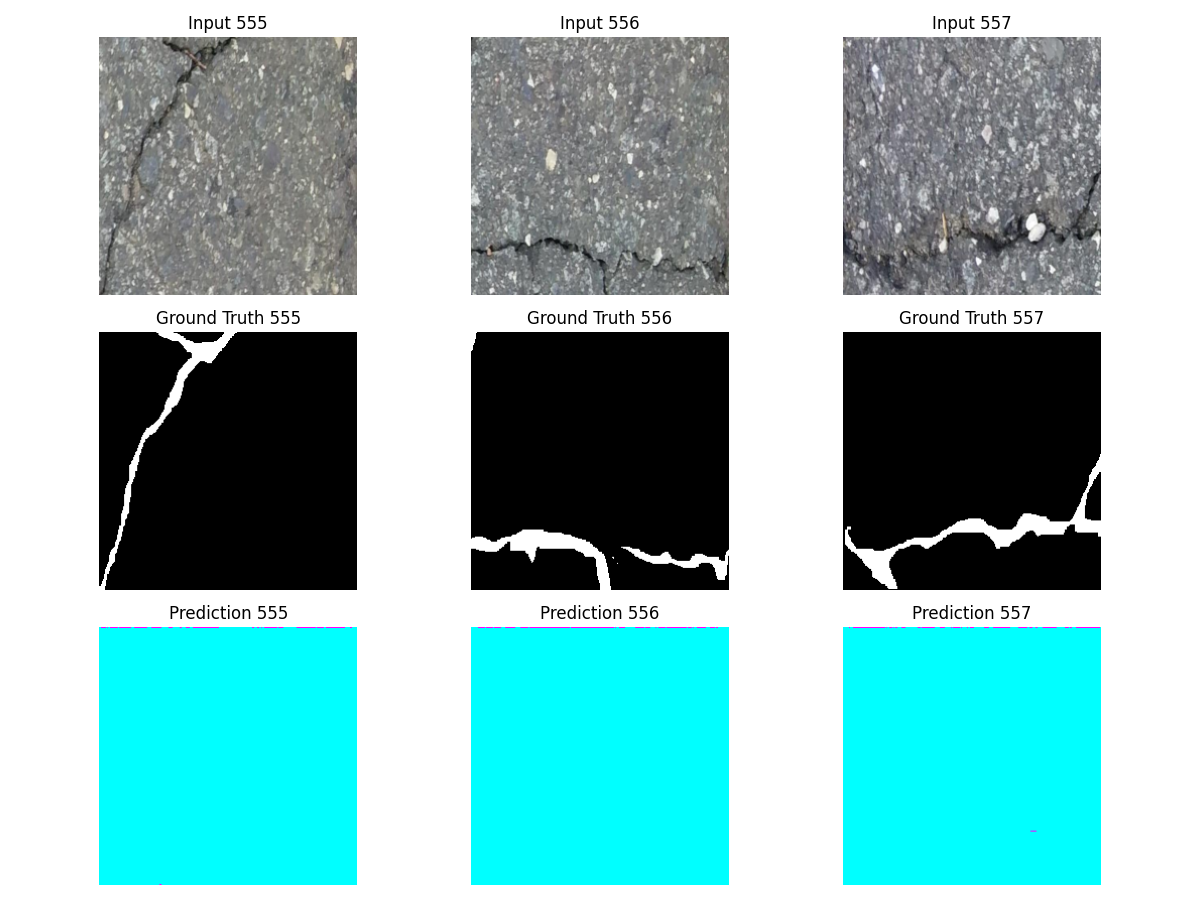 Input 555
Input 556
Input 557
Ground Truth 555
Ground Truth 556
Ground Truth 557
Prediction 555
Prediction 556
Prediction 557